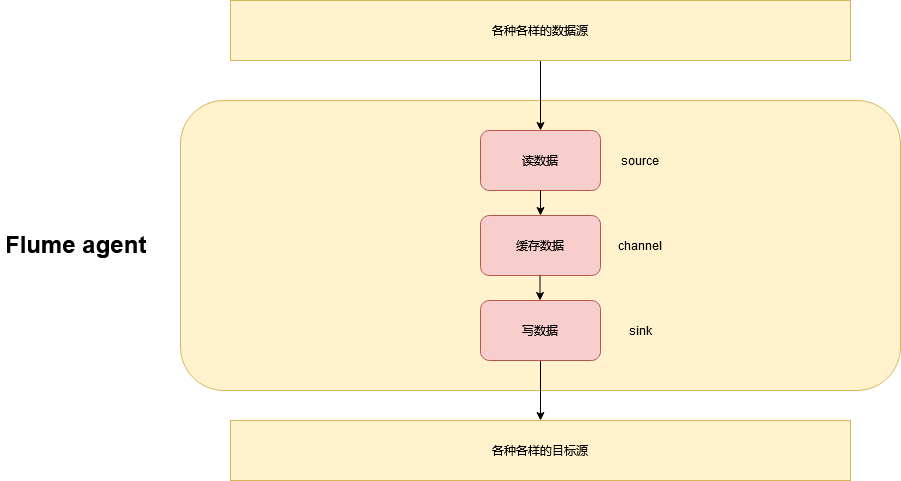 各种各样的数据源
读数据
source
Flume agent
缓存数据
channel
写数据
sink
各种各样的目标源